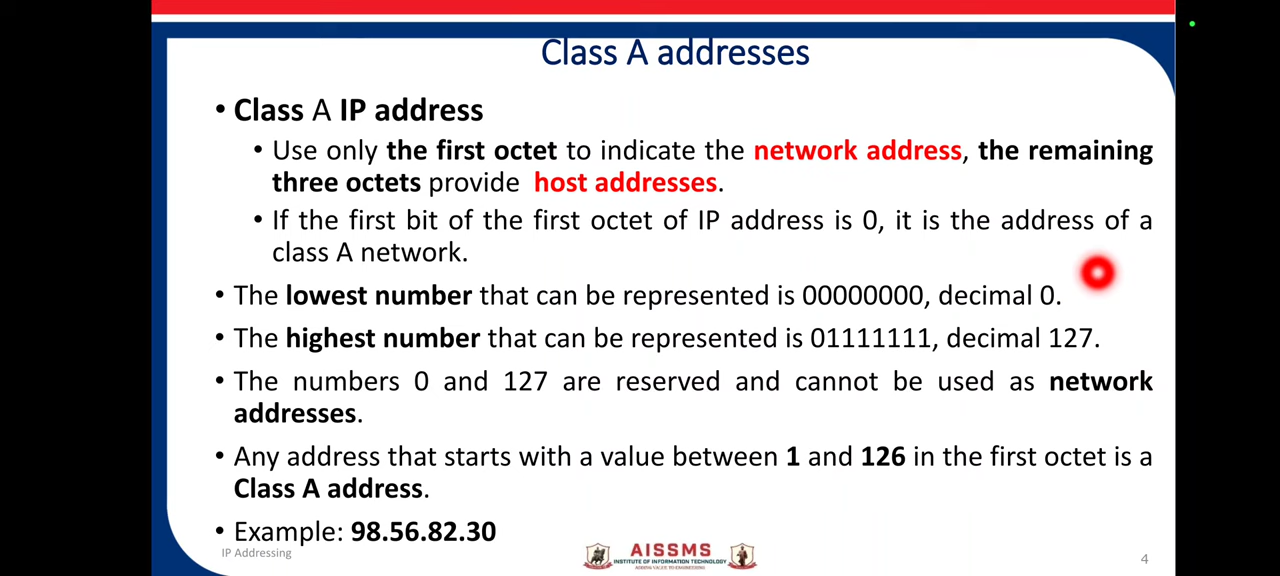 Class A addresses
• Class A IP address
• Use only the first octet to indicate the network address, the remaining
three octets provide host addresses.
• If the first bit of the first octet of IP address is 0, it is the address of a
class A network.
• The lowest number that can be represented is 00000000, decimal 0.
• The highest number that can be represented is 01111111, decimal 127.
• The numbers 0 and 127 are reserved and cannot be used as network
addresses.
• Any address that starts with a value between 1 and 126 in the first octet is a
Class A address.
• Example: 98.56.82.30
IP Addressing
AISSMS
INSTITUTE OF INFORMATION TECHNOLOGY
ADDING VALUE TO ENGINEERING
4